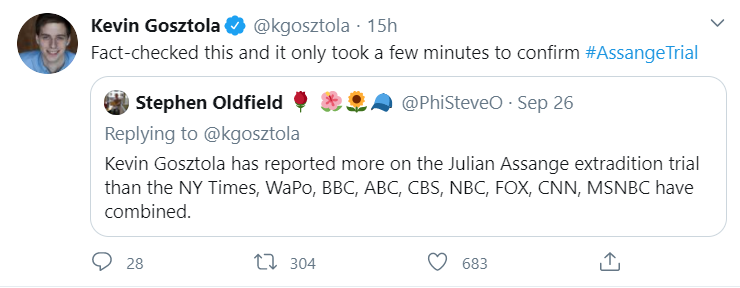 Kevin Gosztola @kgosztola · 15h
Fact-checked this and it only took a few minutes to confirm #AssangeTrial
Stephen Oldfield 🌹 🌺🌻🧢 @PhiSteveO · Sep 26
Replying to @kgosztola
Kevin Gosztola has reported more on the Julian Assange extradition trial
than the NY Times, WaPo, BBC, ABC, CBS, NBC, FOX, CNN, MSNBC have
combined.
28 304 683